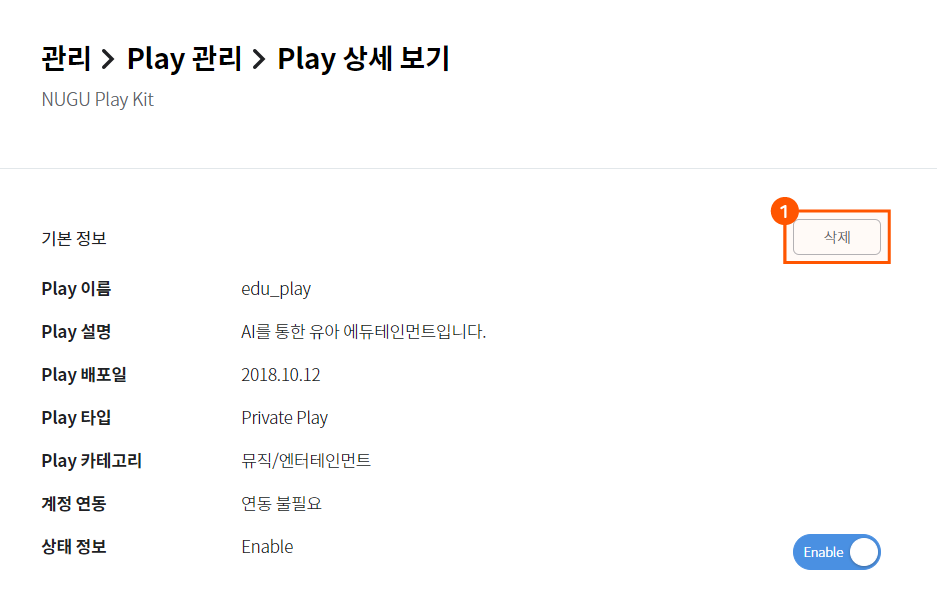 관리 > Play 관리 > Play 상세 보기
NUGU Play Kit
1
기본 정보 삭제
Play 이름 edu_play
Play 설명 AI를 통한 유아 에듀테인먼트입니다.
Play 배포일 2018.10.12
Play 타입 Private Play
Play 카테고리 뮤직/엔터테인먼트
계정 연동 연동 불필요
상태 정보 Enable Enable